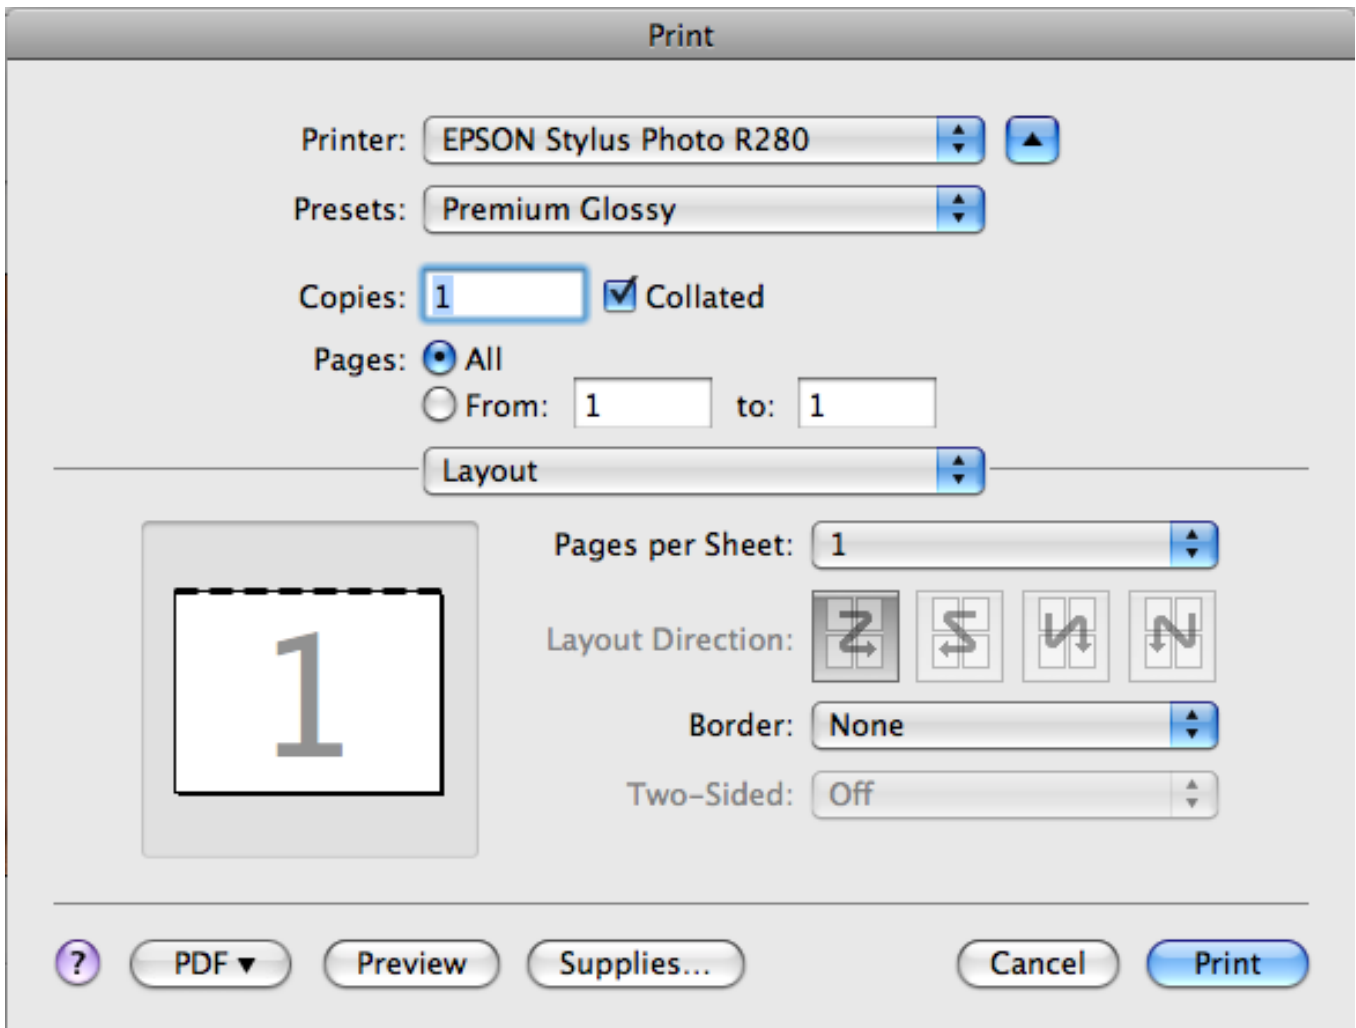 Print
Printer: EPSON Stylus Photo R280
Presets: Premium Glossy
Copies: 1 Collated
Pages: All
From: 1 to: 1
Layout
Pages per Sheet: 1
1
Layout Direction:
Border: None
Two-Sided: Off
? PDF Preview Supplies... Cancel Print